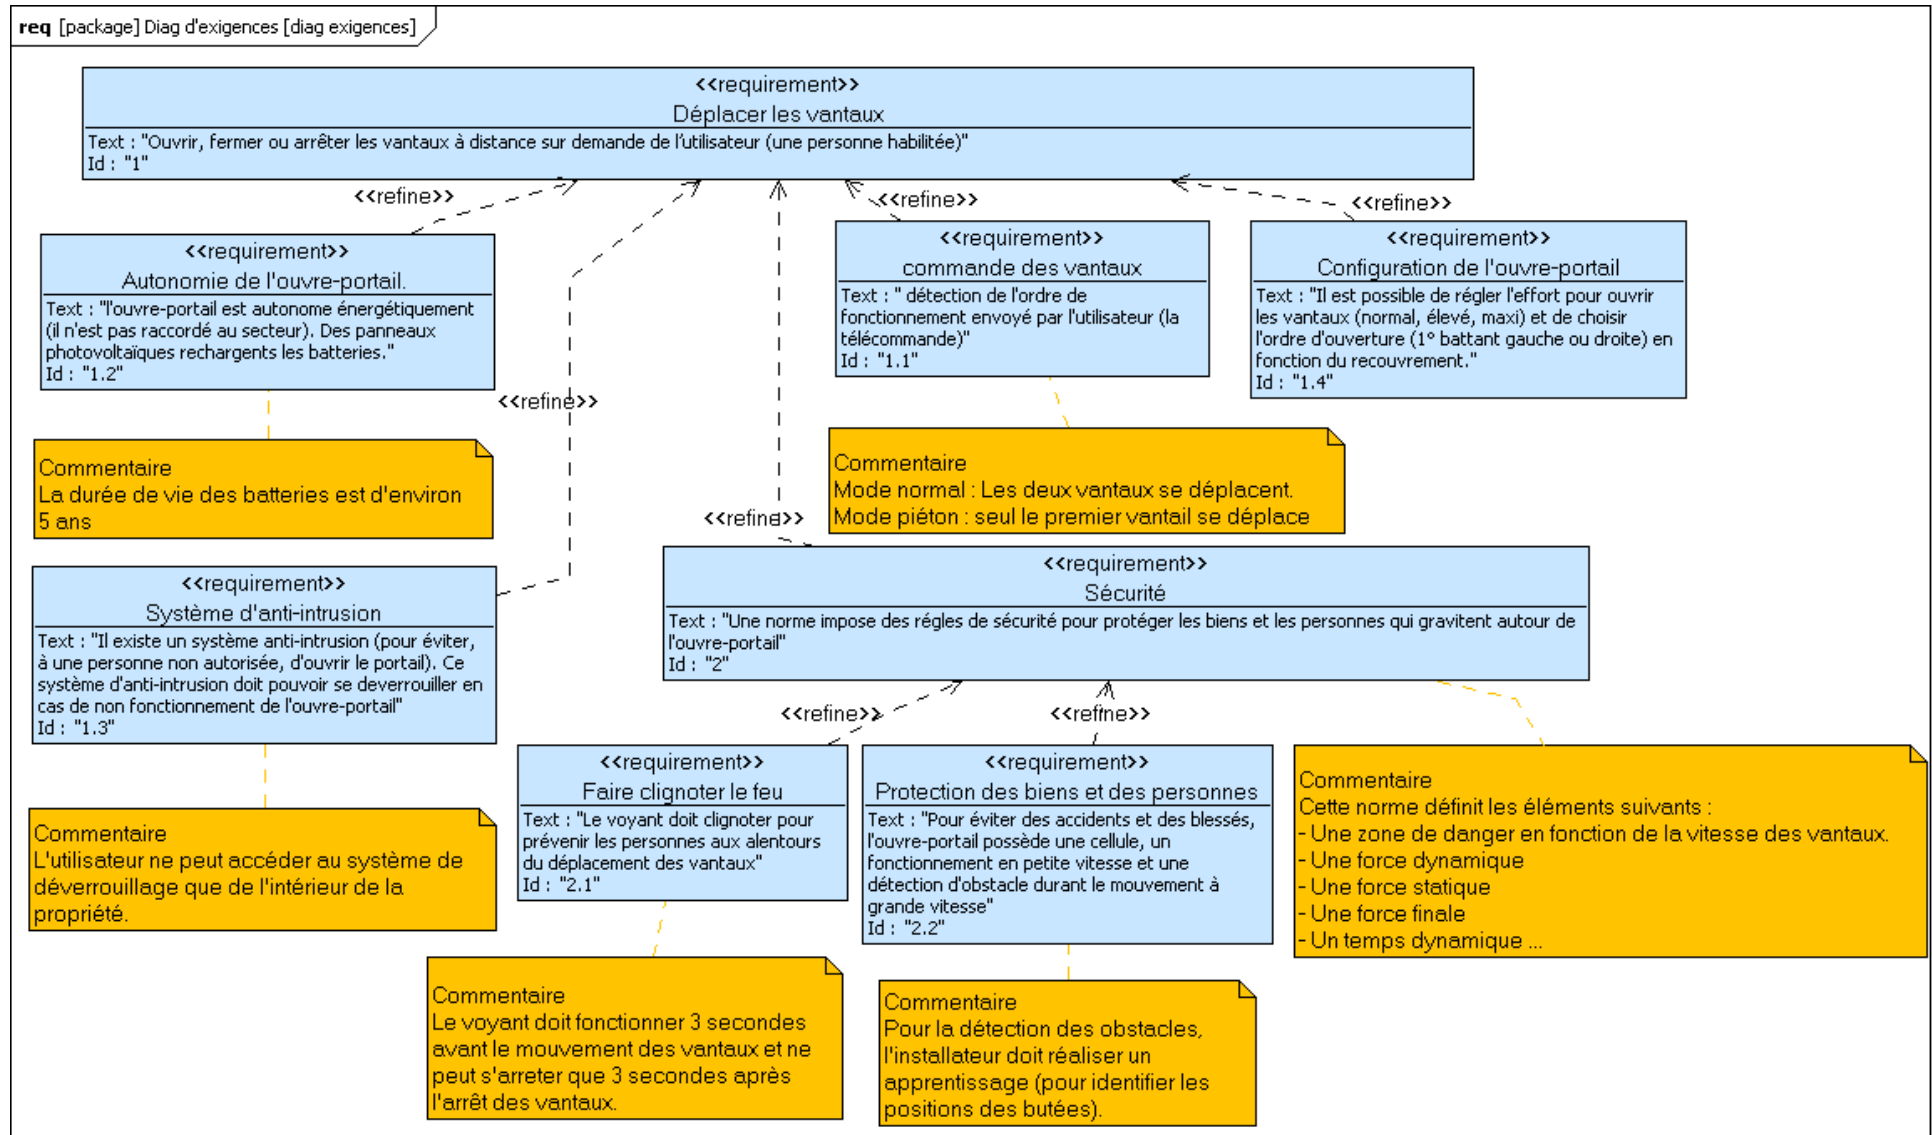 req [package] Diag d'exigences [diag exigences]
<<requirement>>
Déplacer les vantaux
Text : "Ouvrir, fermer ou arrêter les vantaux à distance sur demande de l'utilisateur (une personne habilitée)"
Id : "1"
<<refine>>
<<refine>>
<<refine>>
<<requirement>>
Autonomie de l'ouvre-portail.
Text : "l'ouvre-portail est autonome énergétiquement
(il n'est pas raccordé au secteur). Des panneaux
photovoltaïques rechargents les batteries."
Id : "1.2"
<<requirement>>
commande des vantaux
Text : " détection de l'ordre de
fonctionnement envoyé par l'utilisateur (la
télécommande)"
Id : "1.1"
<<requirement>>
Configuration de l'ouvre-portail
Text : "Il est possible de régler l'effort pour ouvrir
les vantaux (normal, élevé, maxi) et de choisir
l'ordre d'ouverture (1° battant gauche ou droite) en
fonction du recouvrement."
Id : "1.4"
<<refine>>
Commentaire
La durée de vie des batteries est d'environ
5 ans
Commentaire
Mode normal : Les deux vantaux se déplacent.
Mode piéton : seul le premier vantail se déplace
<<refine>>
<<requirement>>
Système d'anti-intrusion
Text : "Il existe un système anti-intrusion (pour éviter,
à une personne non autorisée, d'ouvrir le portail). Ce
système d'anti-intrusion doit pouvoir se deverrouiller en
cas de non fonctionnement de l'ouvre-portail"
Id : "1.3"
<<requirement>>
Sécurité
Text : "Une norme impose des régles de sécurité pour protéger les biens et les personnes qui gravitent autour de
l'ouvre-portail"
Id : "2"
<<refine>>
<<refine>>
Commentaire
L'utilisateur ne peut accéder au système de
déverrouillage que de l'intérieur de la
propriété.
<<requirement>>
Faire clignoter le feu
Text : "Le voyant doit clignoter pour
prévenir les personnes aux alentours
du déplacement des vantaux"
Id : "2.1"
<<requirement>>
Protection des biens et des personnes
Text : "Pour éviter des accidents et des blessés,
l'ouvre-portail possède une cellule, un
fonctionnement en petite vitesse et une
détection d'obstacle durant le mouvement à
grande vitesse"
Id : "2.2"
Commentaire
Cette norme définit les éléments suivants :
- Une zone de danger en fonction de la vitesse des vantaux.
- Une force dynamique
- Une force statique
- Une force finale
- Un temps dynamique ...
Commentaire
Le voyant doit fonctionner 3 secondes
avant le mouvement des vantaux et ne
peut s'arreter que 3 secondes après
l'arrêt des vantaux.
Commentaire
Pour la détection des obstacles,
l'installateur doit réaliser un
apprentissage (pour identifier les
positions des butées).